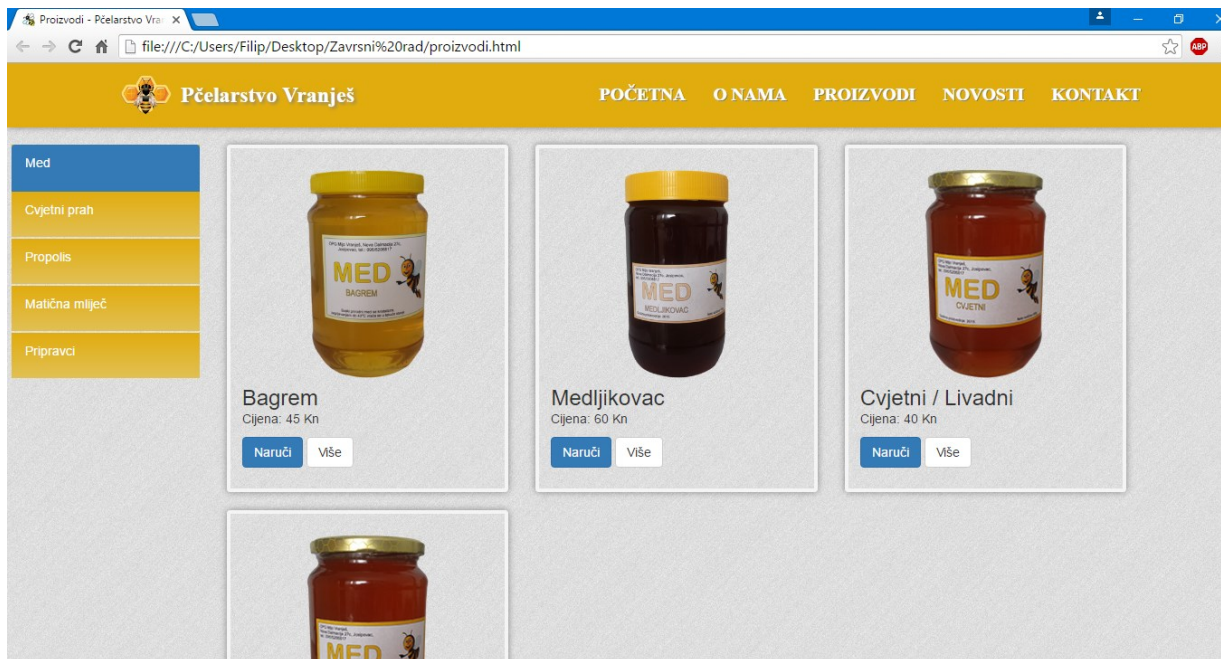 Proizvodi - Pčelarstvo Vra
file:///C:/Users/Filip/Desktop/Zavrsni%20rad/proizvodi.html
ABP
Pčelarstvo Vranješ
POČETNA O NAMA PROIZVODI NOVOSTI KONTAKT
Med
Cvjetni prah
Propolis
Matična mliječ
Pripravci
MED
BAGREM
Bagrem
Cijena: 45 Kn
Naruči Više
MED
MEDLJIKOVAC
Medljikovac
Cijena: 60 Kn
Naruči Više
MED
CVJETNI
Cvjetni / Livadni
Cijena: 40 Kn
Naruči Više
MED